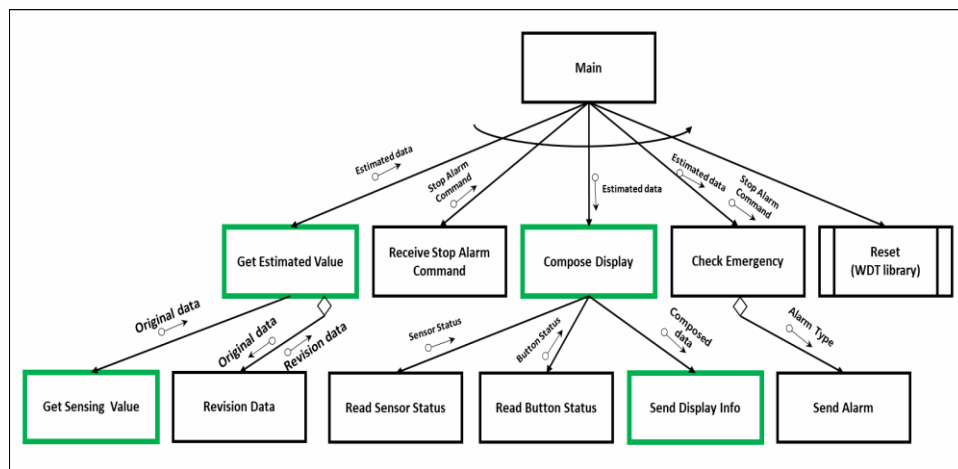 Main
Estimated data
Stop Alarm
Command
Estimated data
Estimated data
Stop Alarm
Command
Get Estimated Value
Receive Stop Alarm
Command
Compose Display
Check Emergency
Reset
(WDT library)
Original data
Original data
Revision data
Sensor Status
Button Status
Composed
data
Alarm Type
Get Sensing Value
Revision Data
Read Sensor Status
Read Button Status
Send Display Info
Send Alarm